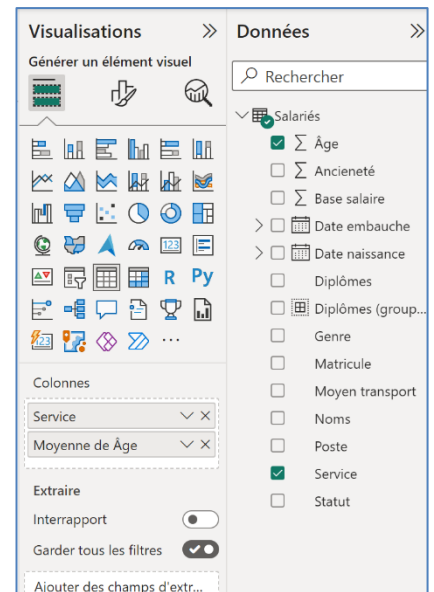 Visualisations
Générer un élément visuel
123
R
Py
123
...
Colonnes
Service
Moyenne de Âge
Extraire
Interrapport
Garder tous les filtres
Ajouter des champs d'extr...
Données
Rechercher
Salariés
Âge
Ancieneté
Base salaire
Date embauche
Date naissance
Diplômes
Diplômes (group...
Genre
Matricule
Moyen transport
Noms
Poste
Service
Statut